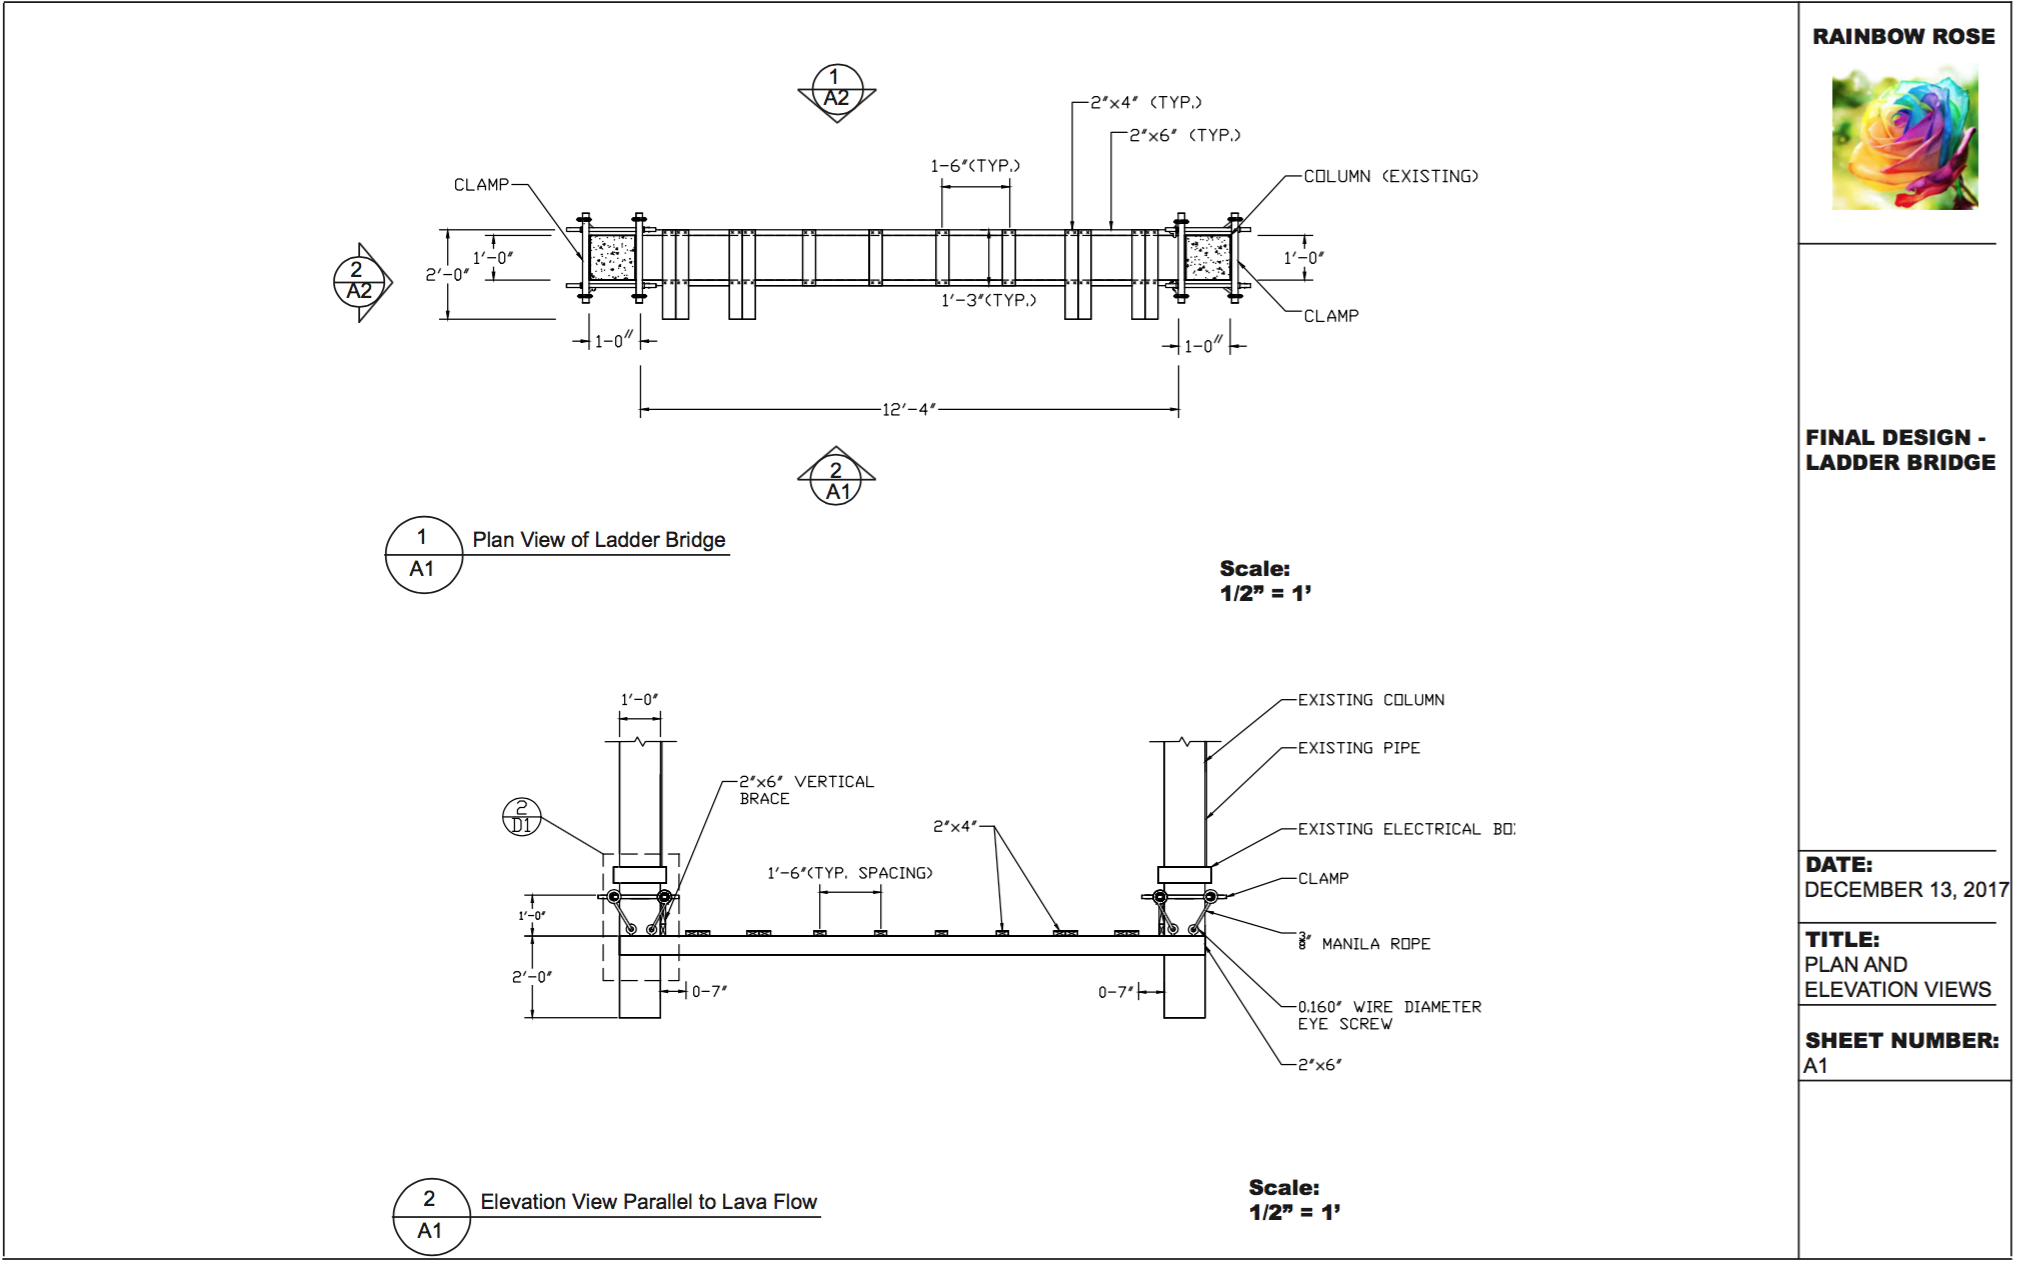 RAINBOW ROSE
1
A2
2"x4" (TYP.)
2"x6" (TYP.)
1-6"(TYP.)
COLUMN (EXISTING)
CLAMP
2
A2
2'-0"
1'-0"
1'-0"
1'-3"(TYP.)
CLAMP
1-0"
1-0"
12'-4"
2
A1
1
A1
Plan View of Ladder Bridge
Scale:
1/2" = 1'
FINAL DESIGN -
LADDER BRIDGE
1'-0"
EXISTING COLUMN
EXISTING PIPE
2"x6" VERTICAL
BRACE
2
D1
2"x4"
EXISTING ELECTRICAL BO
1'-6"(TYP. SPACING)
CLAMP
1'-0"
3/8" MANILA ROPE
2'-0"
0-7"
0-7"
0.160" WIRE DIAMETER
EYE SCREW
2"x6"
2
A1
Elevation View Parallel to Lava Flow
Scale:
1/2" = 1'
DATE:
DECEMBER 13, 2017
TITLE:
PLAN AND
ELEVATION VIEWS
SHEET NUMBER:
A1